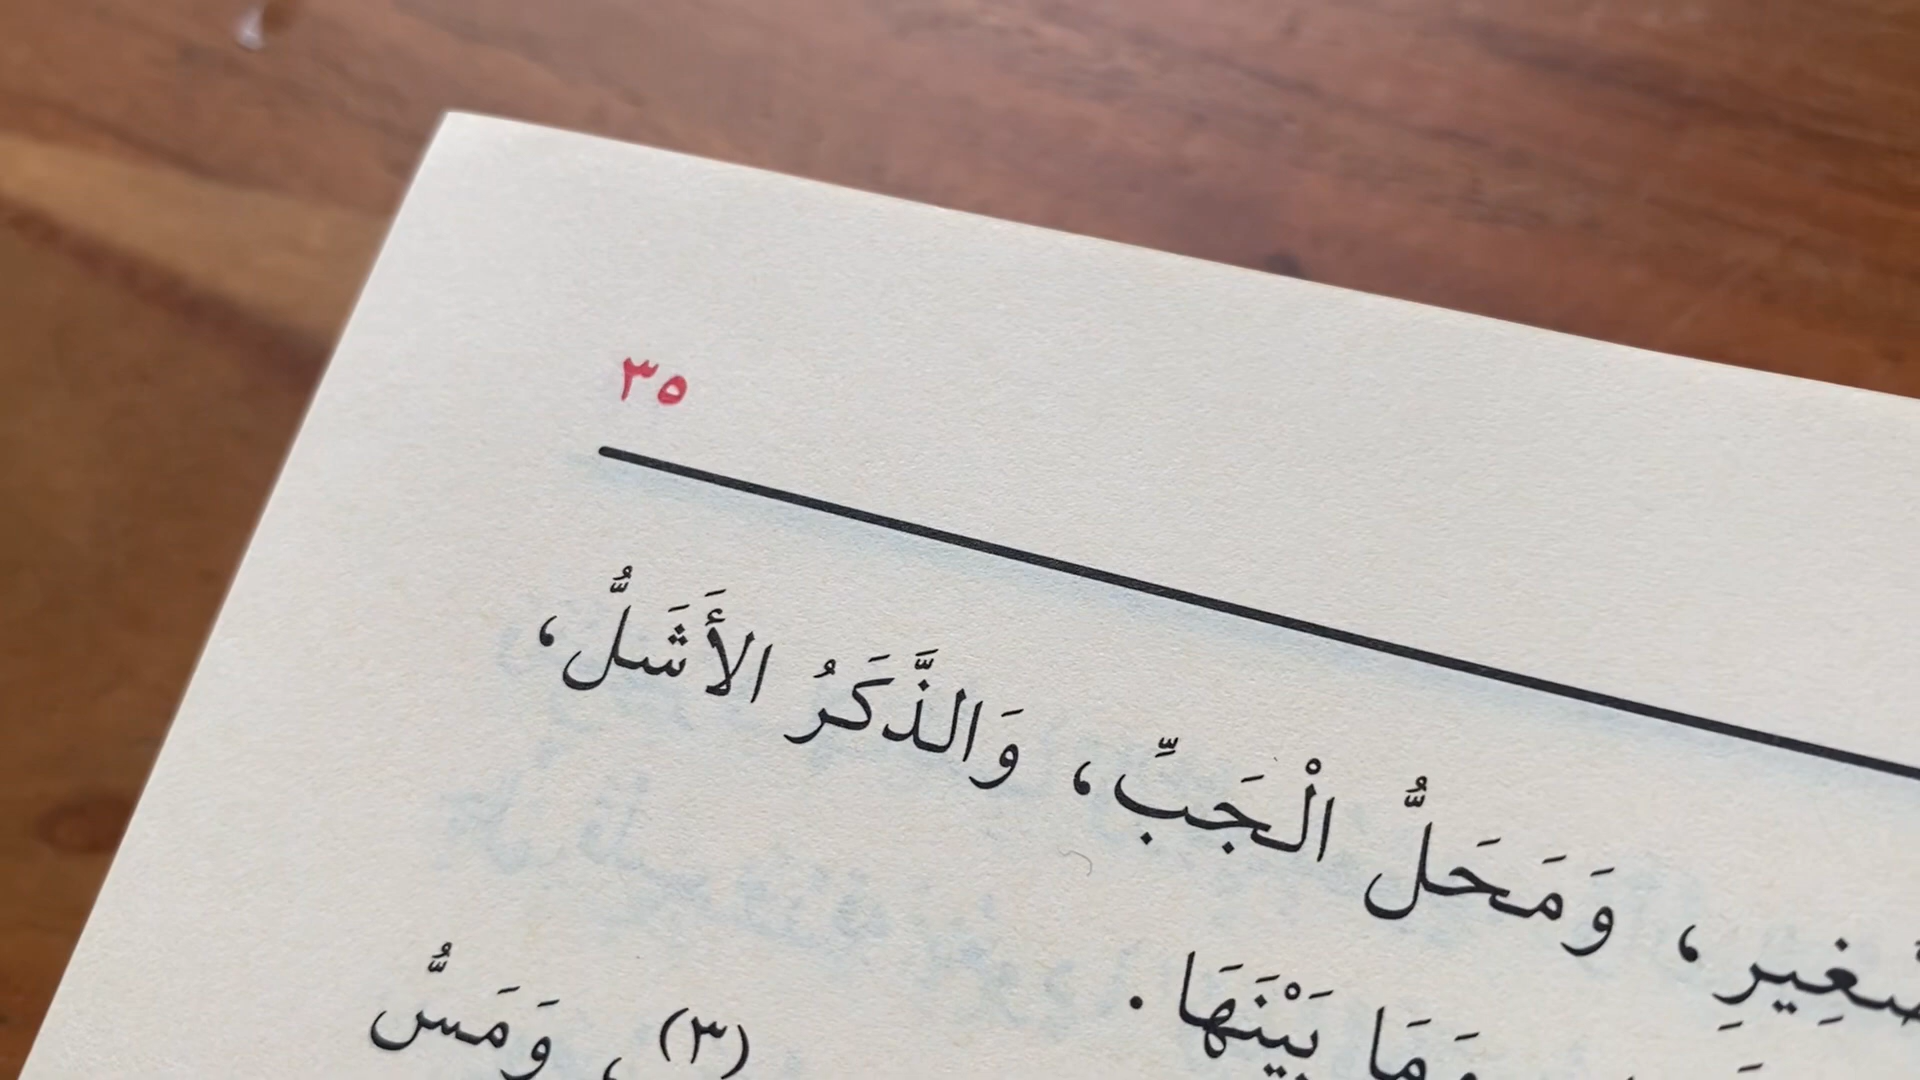 ٣٥
وَمَحَلُّ الْجَبِّ، وَالذَّكَرُ الأَشَلُّ،
وَمَا بَيْنَهَا.
(٣)، وَمَسُّ